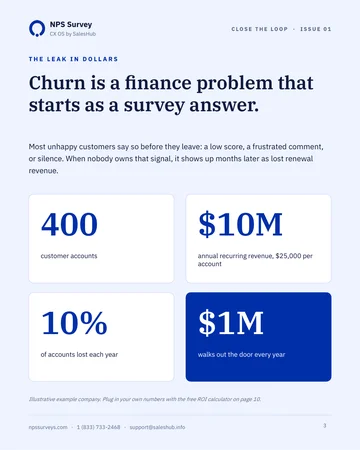 NPS Survey
CX OS by SalesHub
CLOSE THE LOOP · ISSUE 01
THE LEAK IN DOLLARS
Churn is a finance problem that
starts as a survey answer.
Most unhappy customers say so before they leave: a low score, a frustrated comment,
or silence. When nobody owns that signal, it shows up months later as lost renewal
revenue.
400
customer accounts
$10M
annual recurring revenue, $25,000 per
account
10%
of accounts lost each year
$1M
walks out the door every year
Illustrative example company. Plug in your own numbers with the free ROI calculator on page 10.
npssurveys.com · 1 (833) 733-2468 · support@saleshub.info
3